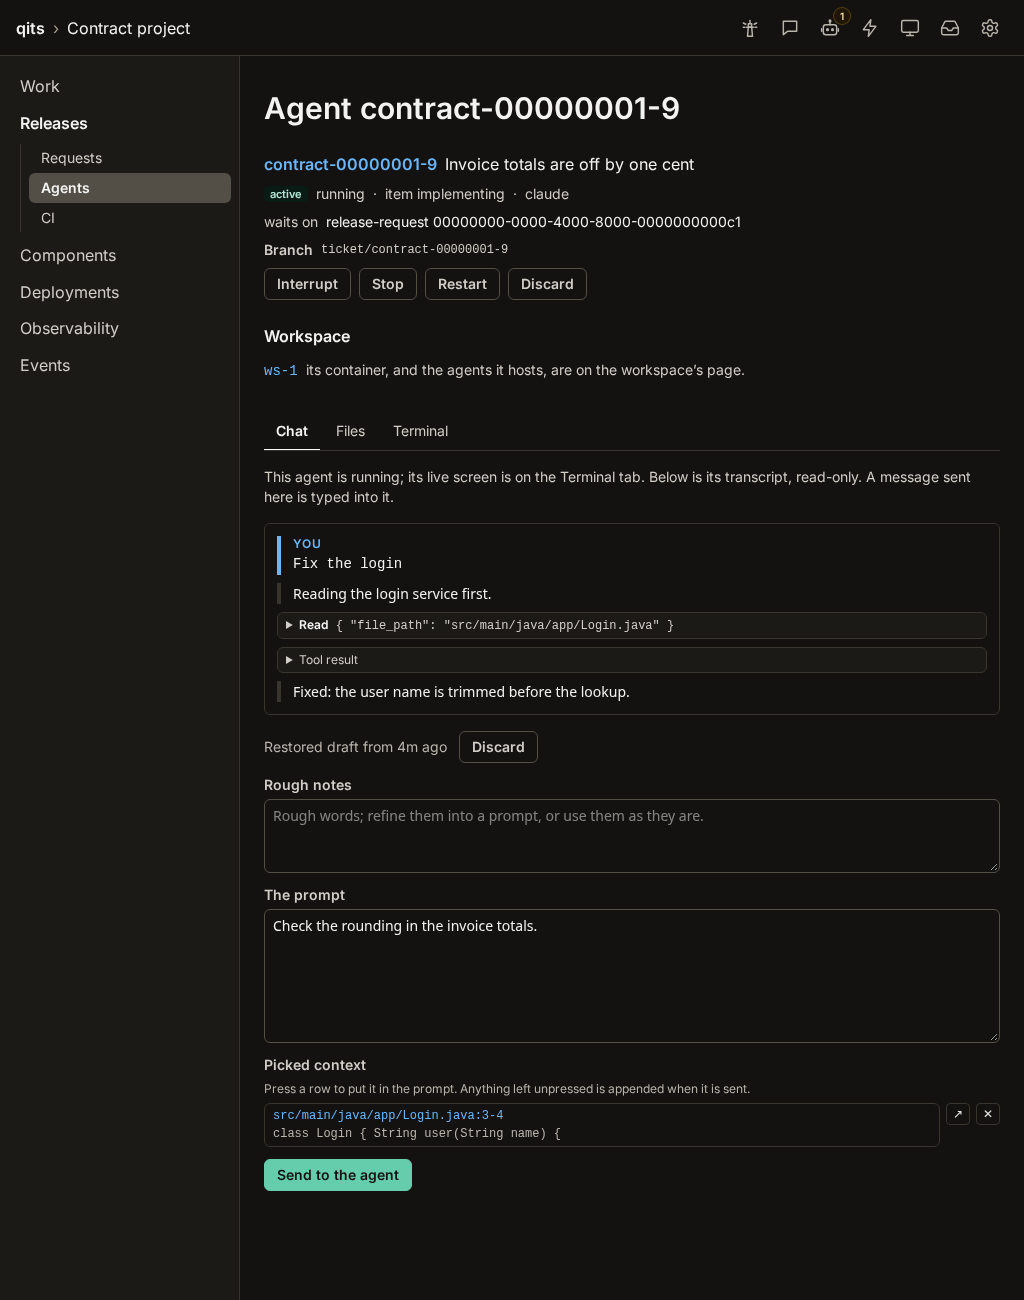 qits › Contract project
1
Work
Releases
Requests
Agents
CI
Components
Deployments
Observability
Events
Agent contract-00000001-9
contract-00000001-9 Invoice totals are off by one cent
active running · item implementing · claude
waits on release-request 00000000-0000-4000-8000-0000000000c1
Branch ticket/contract-00000001-9
Interrupt Stop Restart Discard
Workspace
ws-1 its container, and the agents it hosts, are on the workspace’s page.
Chat Files Terminal
This agent is running; its live screen is on the Terminal tab. Below is its transcript, read-only. A message sent
here is typed into it.
YOU
Fix the login
Reading the login service first.
Read { "file_path": "src/main/java/app/Login.java" }
Tool result
Fixed: the user name is trimmed before the lookup.
Restored draft from 4m ago Discard
Rough notes
Rough words; refine them into a prompt, or use them as they are.
The prompt
Check the rounding in the invoice totals.
Picked context
Press a row to put it in the prompt. Anything left unpressed is appended when it is sent.
src/main/java/app/Login.java:3-4
class Login { String user(String name) {
Send to the agent